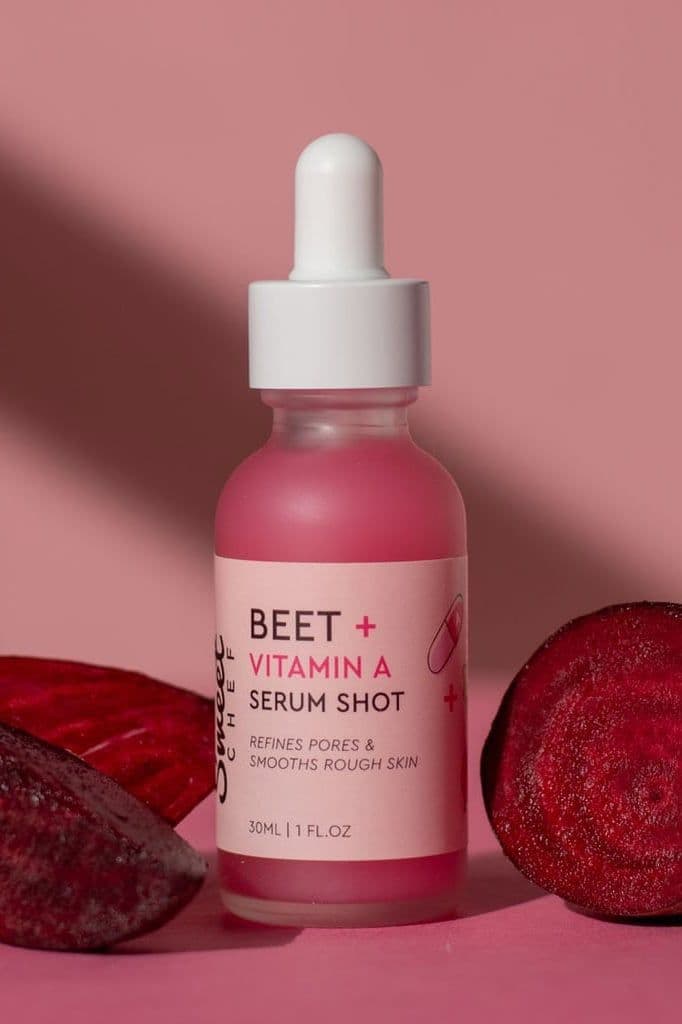 Sweet
CHEF
BEET +
VITAMIN A
SERUM SHOT
REFINES PORES &
SMOOTHS ROUGH SKIN
30ML | 1 FL.OZ